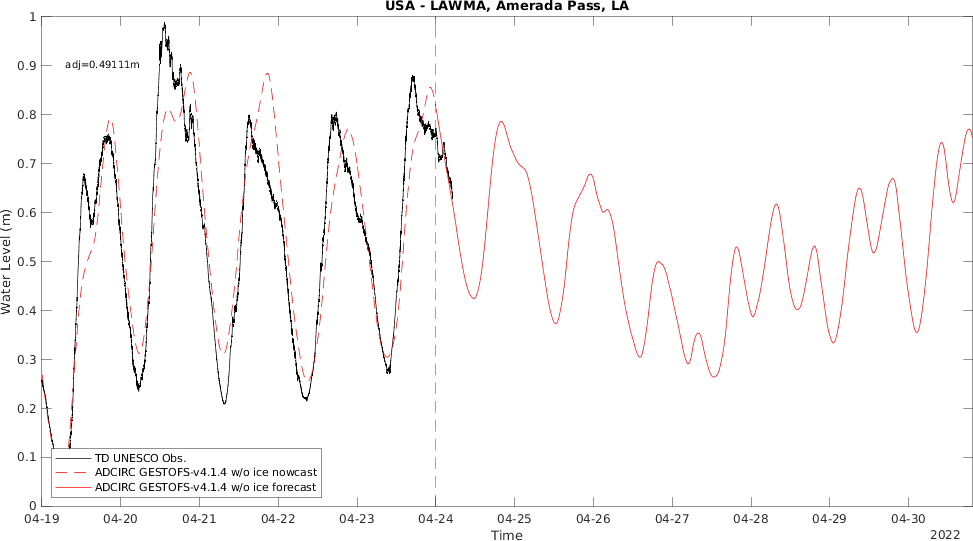 USA - LAWMA, Amerada Pass, LA
1
0.9
0.8
0.7
0.6
0.5
0.4
0.3
0.2
0.1
0
Water Level (m)
adj=0.49111m
TD UNESCO Obs.
ADCIRC GESTOFS-v4.1.4 w/o ice nowcast
ADCIRC GESTOFS-v4.1.4 w/o ice forecast
04-19 04-20 04-21 04-22 04-23 04-24 04-25 04-26 04-27 04-28 04-29 04-30
Time
2022